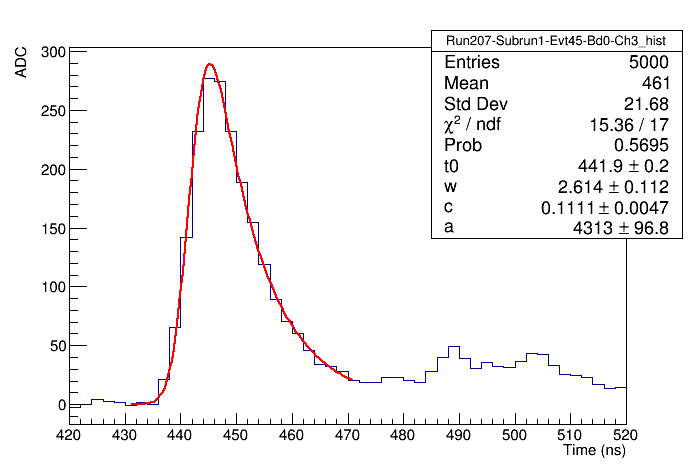 Run207-Subrun1-Evt45-Bd0-Ch3_hist
Entries 5000
Mean 461
Std Dev 21.68
χ² / ndf 15.36 / 17
Prob 0.5695
t0 441.9 ± 0.2
w 2.614 ± 0.112
c 0.1111 ± 0.0047
a 4313 ± 96.8
ADC
300
250
200
150
100
50
0
420 430 440 450 460 470 480 490 500 510 520
Time (ns)